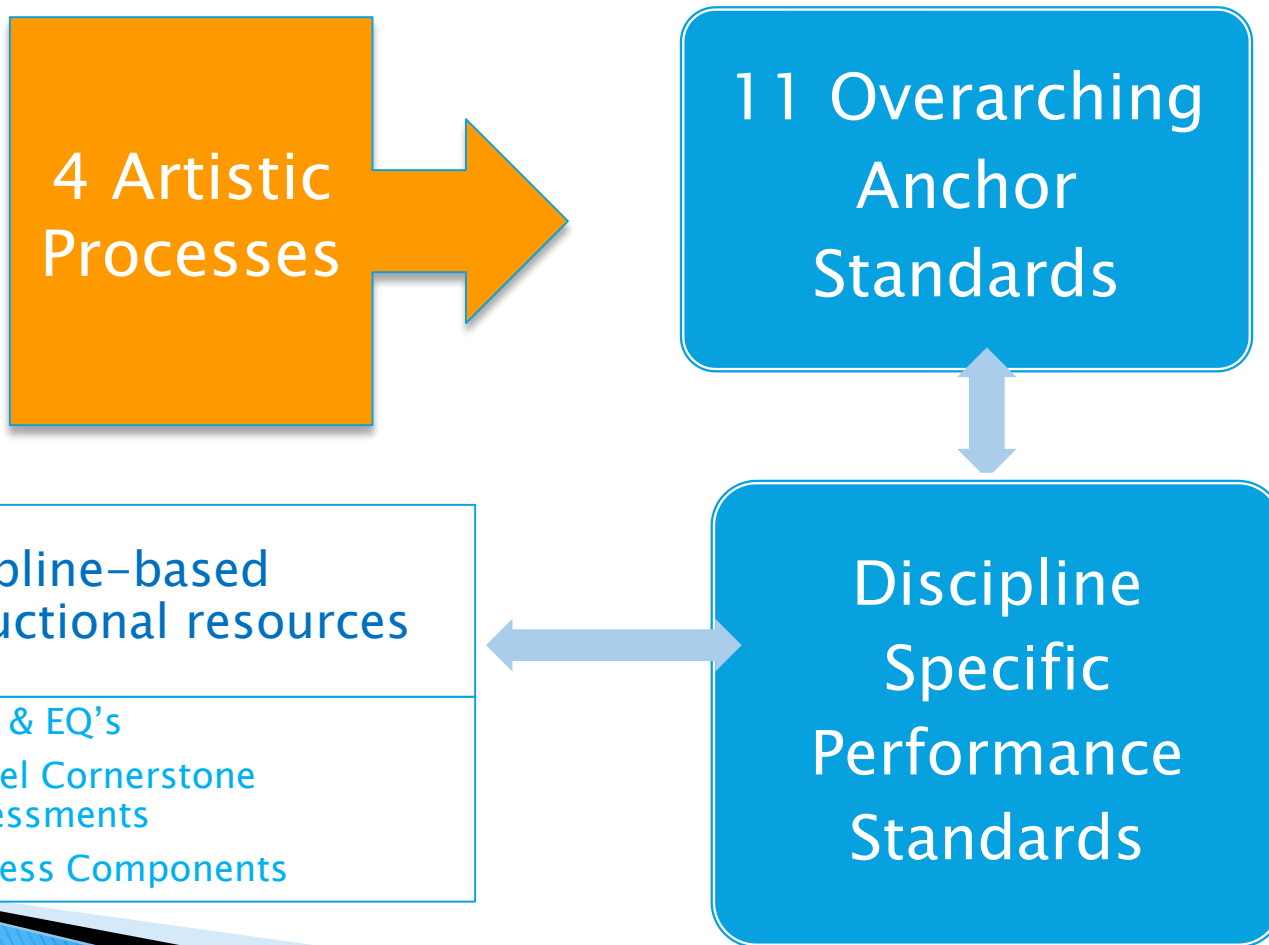 4 Artistic
Processes
11 Overarching
Anchor
Standards
pline-based
uctional resources
& EQ's
el Cornerstone
essments
ess Components
Discipline
Specific
Performance
Standards